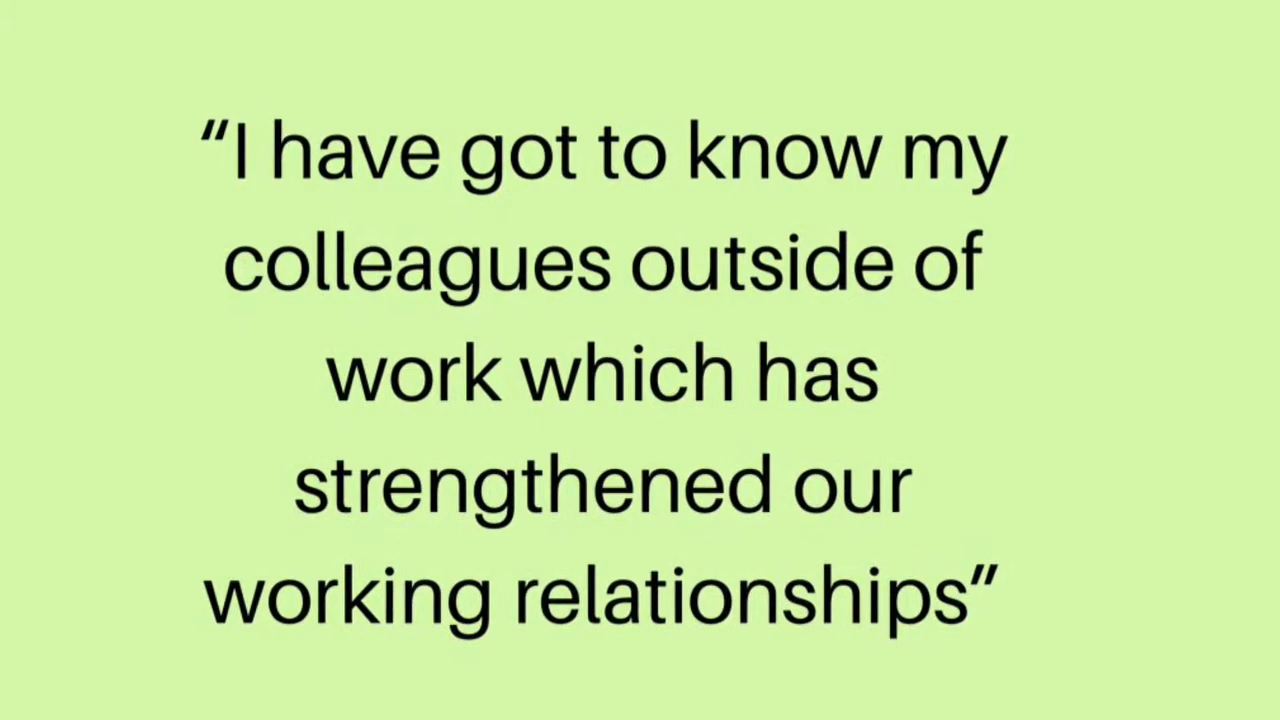 “I have got to know my
colleagues outside of
work which has
strengthened our
working relationships”